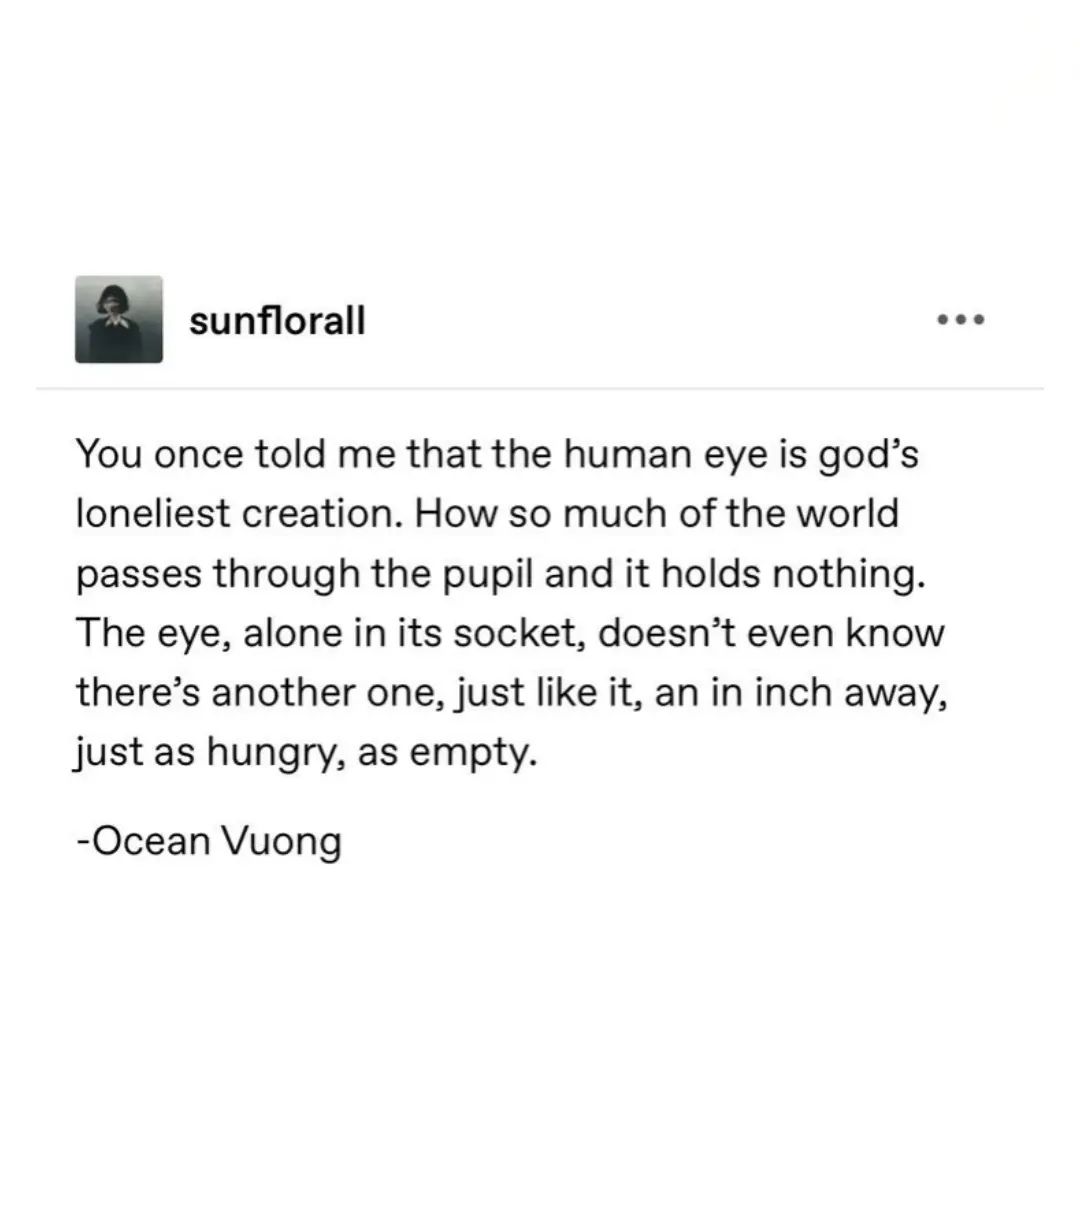 sunflorall
You once told me that the human eye is god’s
loneliest creation. How so much of the world
passes through the pupil and it holds nothing.
The eye, alone in its socket, doesn’t even know
there’s another one, just like it, an in inch away,
just as hungry, as empty.
-Ocean Vuong